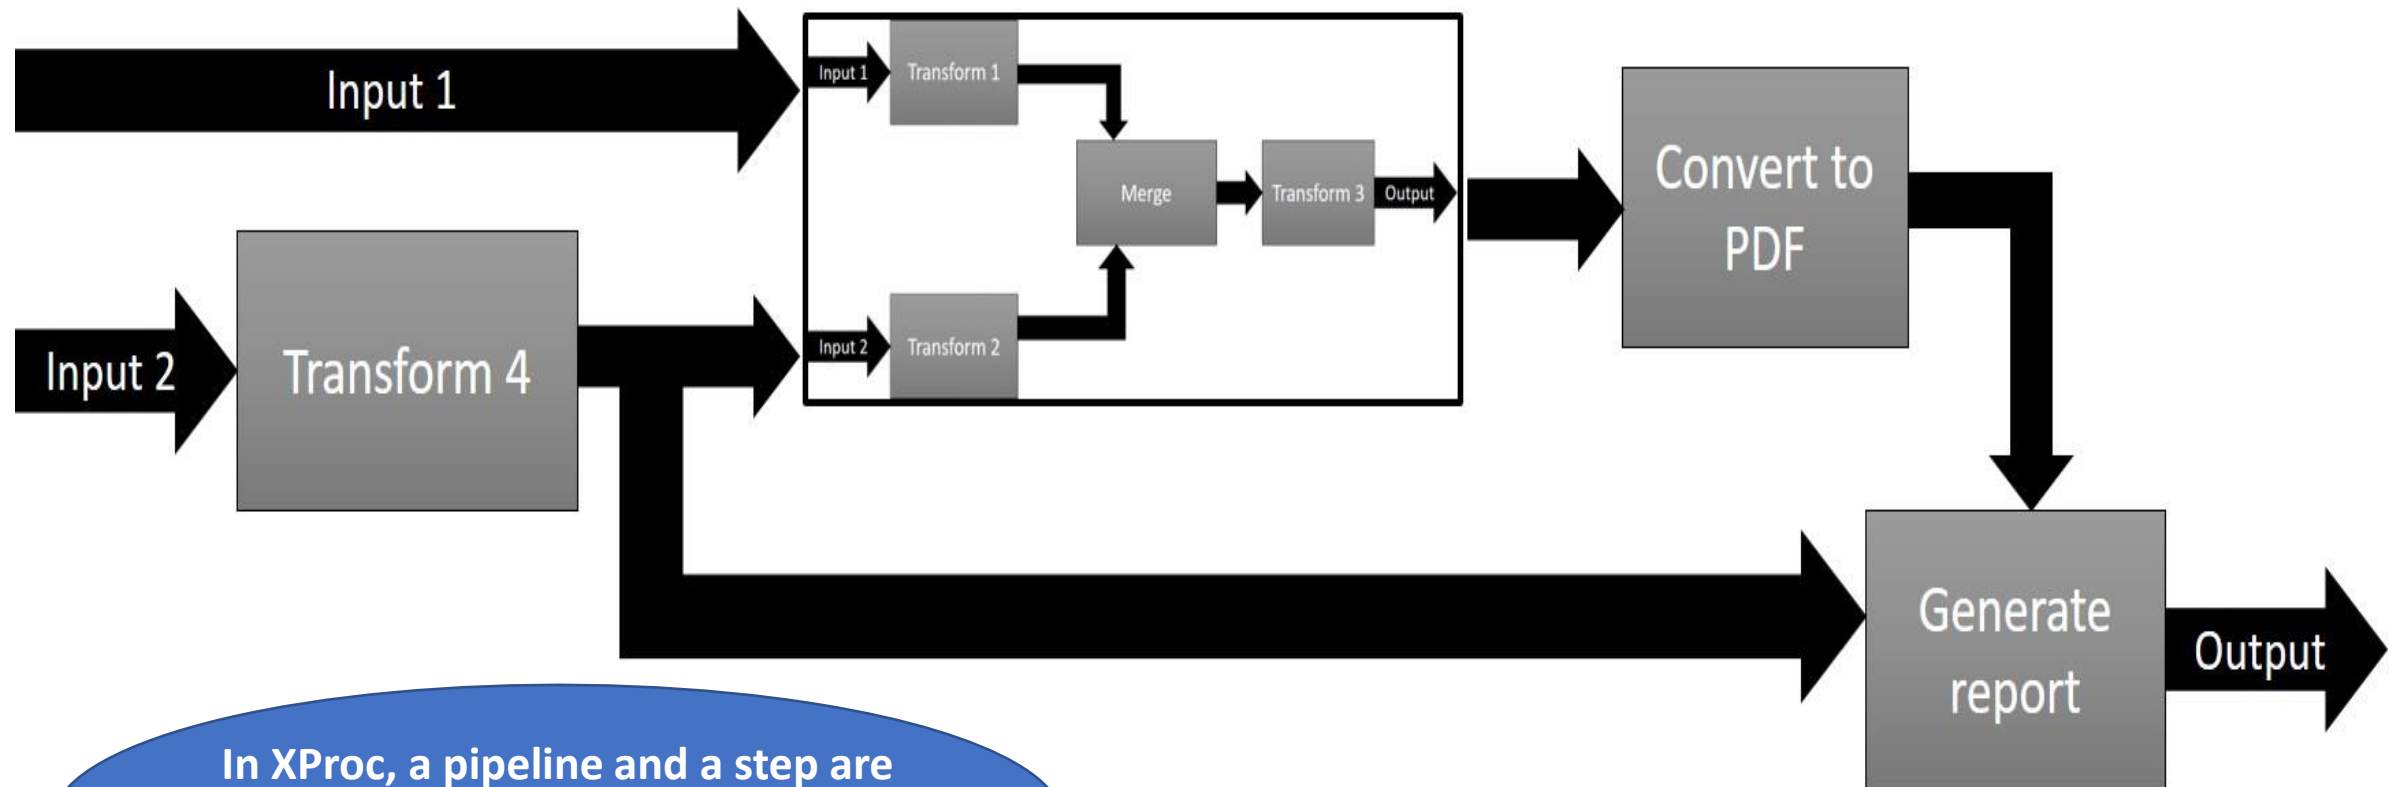 Input 1
Input 1
Transform 1
Convert to
PDF
Merge
Transform 3
Output
Input 2
Transform 4
Input 2
Transform 2
Generate
report
Output
In XProc, a pipeline and a step are